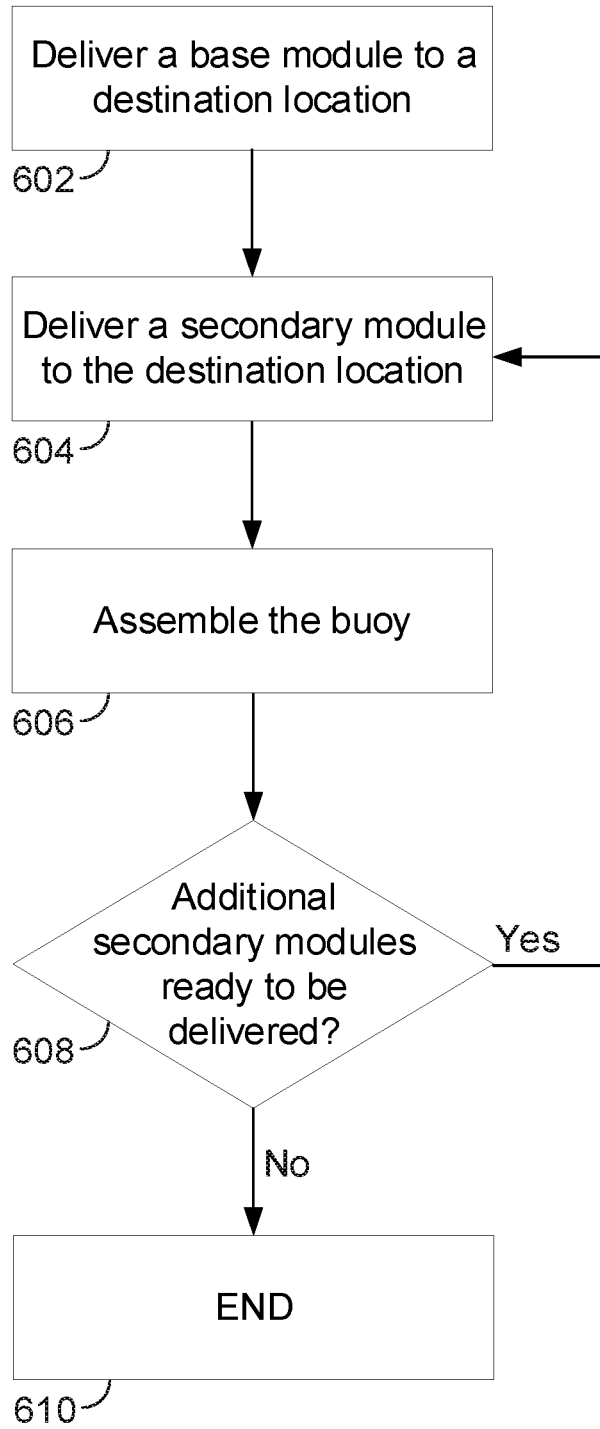 Deliver a base module to a
destination location
602
Deliver a secondary module
to the destination location
604
Assemble the buoy
606
Additional
secondary modules
ready to be
delivered?
Yes
608
No
END
610